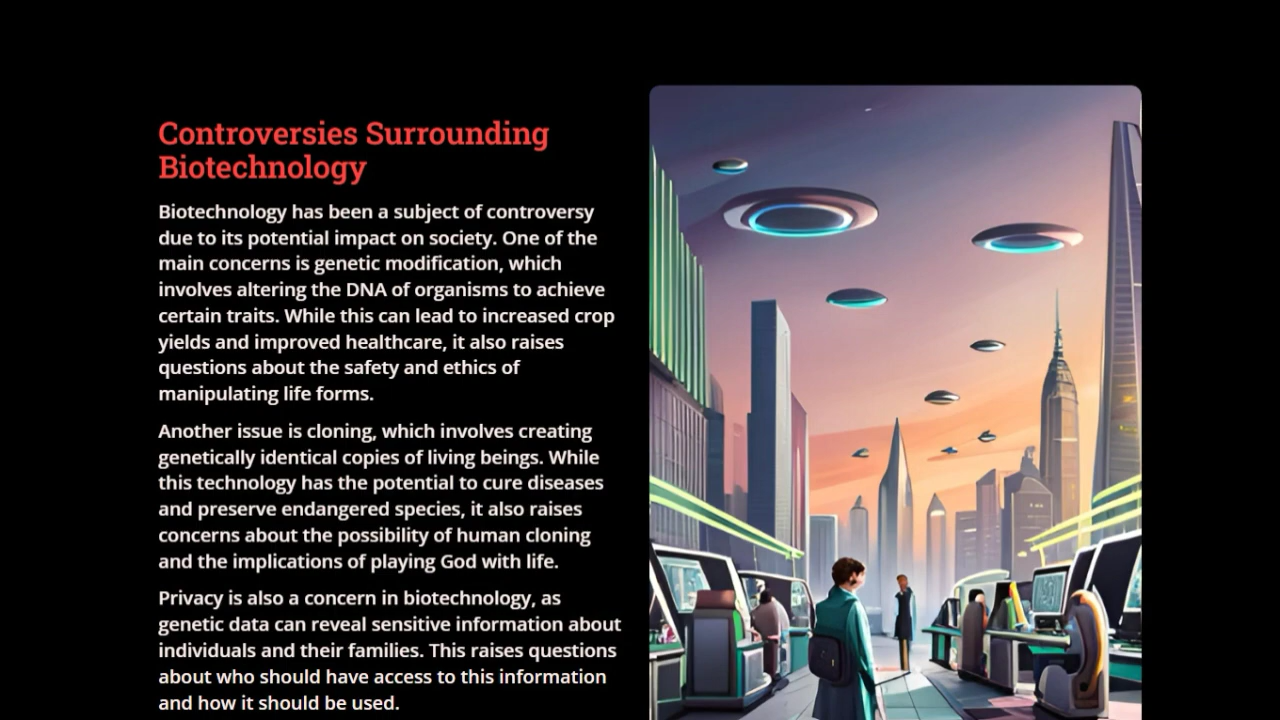 Controversies Surrounding
Biotechnology
Biotechnology has been a subject of controversy
due to its potential impact on society. One of the
main concerns is genetic modification, which
involves altering the DNA of organisms to achieve
certain traits. While this can lead to increased crop
yields and improved healthcare, it also raises
questions about the safety and ethics of
manipulating life forms.
Another issue is cloning, which involves creating
genetically identical copies of living beings. While
this technology has the potential to cure diseases
and preserve endangered species, it also raises
concerns about the possibility of human cloning
and the implications of playing God with life.
Privacy is also a concern in biotechnology, as
genetic data can reveal sensitive information about
individuals and their families. This raises questions
about who should have access to this information
and how it should be used.